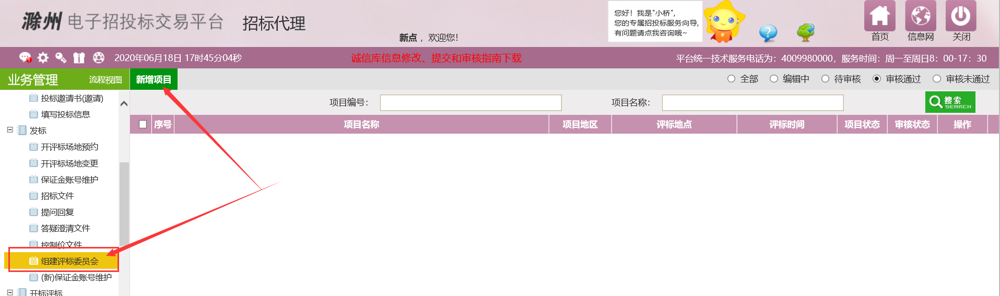 滁州 电子招投标交易平台 招标代理
新点 ，欢迎您！
您好！我是"小桥",
您的专属招投标服务向导,
有问题请点我咨询哦~
首页 信息网 关闭
2020年06月18日 17时45分04秒
诚信库信息修改、提交和审核指南下载
平台统一技术服务电话为：4009980000，服务时间：周一至周日8：00-17：30
业务管理 流程视图
新增项目
全部 编辑中 待审核 审核通过 审核未通过
投标邀请书(邀请)
填写投标信息
发标
开评标场地预约
开评标场地变更
保证金账号维护
招标文件
提问回复
答疑澄清文件
控制价文件
组建评标委员会
(新)保证金账号维护
开标评标
项目编号： 项目名称： 搜索
SEARCH
序号 项目名称 项目地区 评标地点 评标时间 项目状态 审核状态 操作